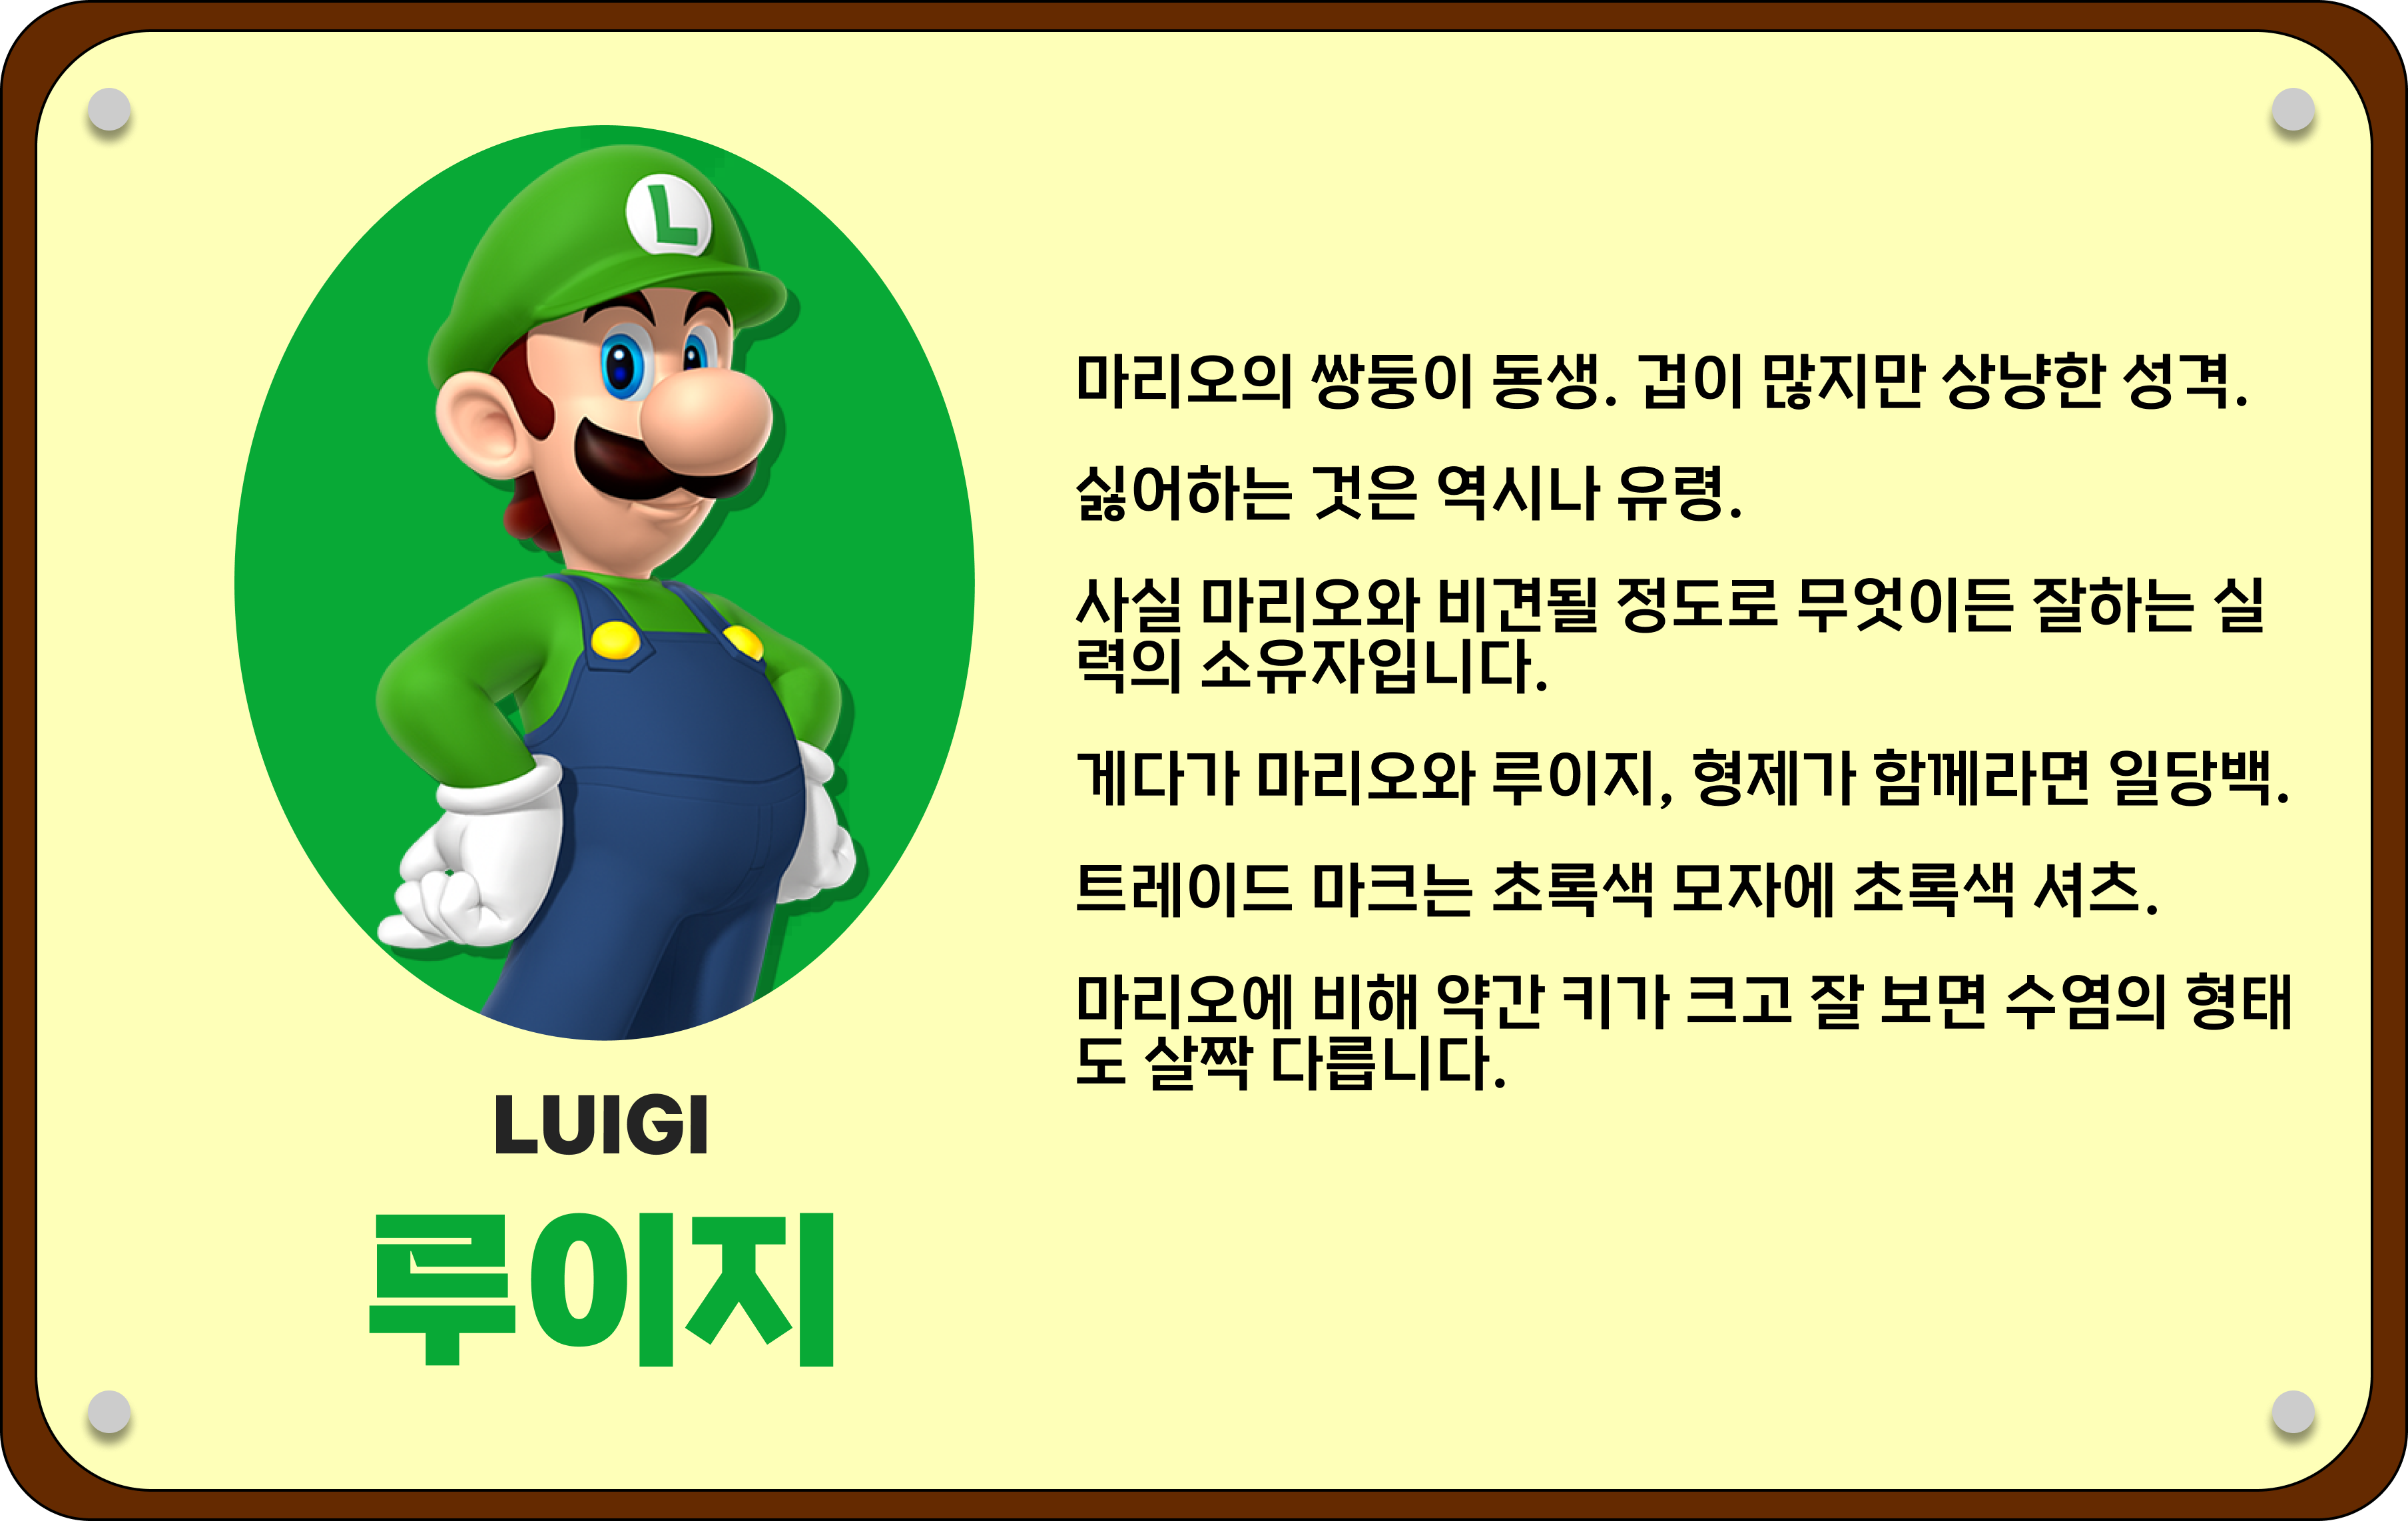 L
LUIGI
루이지
마리오의 쌍둥이 동생. 겁이 많지만 상냥한 성격.
싫어하는 것은 역시나 유령.
사실 마리오와 비견될 정도로 무엇이든 잘하는 실
력의 소유자입니다.
게다가 마리오와 루이지, 형제가 함께라면 일당백.
트레이드 마크는 초록색 모자에 초록색 셔츠.
마리오에 비해 약간 키가 크고 잘 보면 수염의 형태
도 살짝 다릅니다.